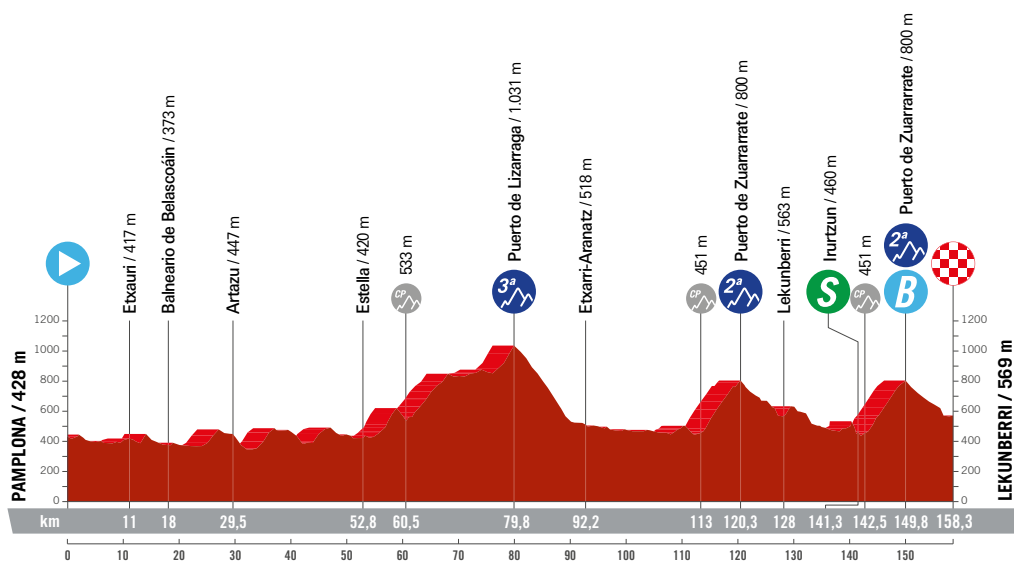 Etxauri / 417 m
Balneario de Belascoáin / 373 m
Artazu / 447 m
Estella / 420 m
533 m
CP
Puerto de Lizarraga / 1.031 m
3ª
Etxarri-Aranatz / 518 m
451 m
CP
Puerto de Zuarrarrate / 800 m
2ª
Lekunberri / 563 m
Irurtzun / 460 m
S
451 m
CP
Puerto de Zuarrarrate / 800 m
2ª
B
PAMPLONA / 428 m
1200
1000
800
600
400
200
0
1200
1000
800
600
400
200
0
LEKUNBERRI / 569 m
km 11 18 29,5 52,8 60,5 79,8 92,2 113 120,3 128 141,3 142,5 149,8 158,3
0 10 20 30 40 50 60 70 80 90 100 110 120 130 140 150